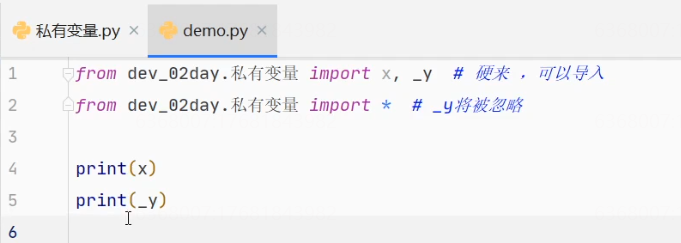 私有变量.py × demo.py ×
1 from dev_02day.私有变量 import x, _y # 硬来 ，可以导入
2 from dev_02day.私有变量 import * # _y将被忽略
3
4 print(x)
5 print(_y)
6